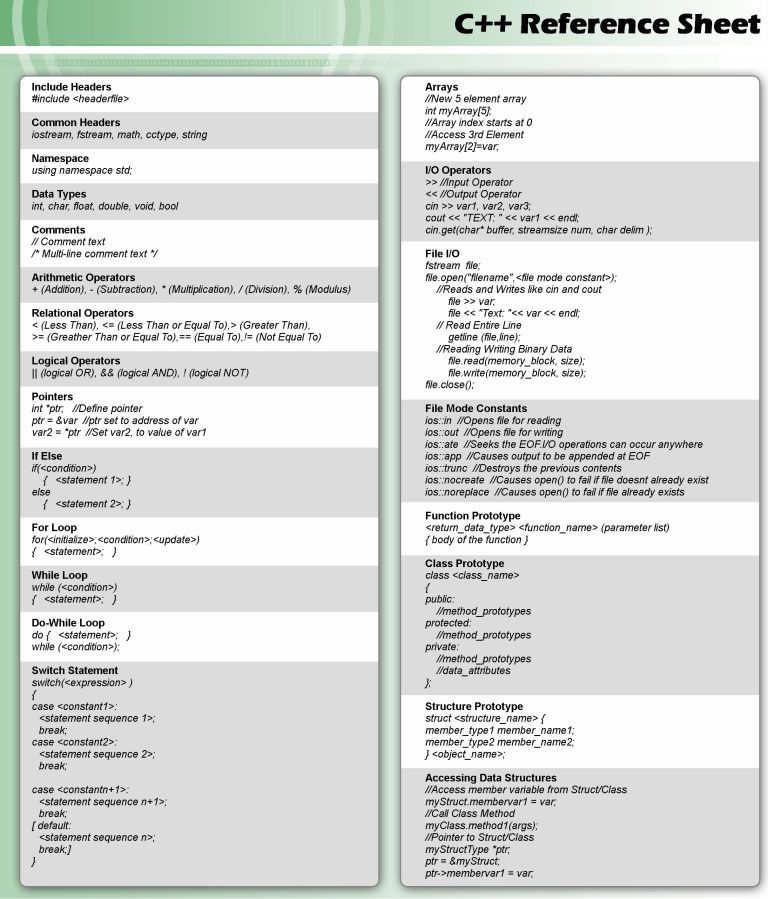 C++ Reference Sheet
Include Headers
#include <headerfile>
Common Headers
iostream, fstream, math, cctype, string
Namespace
using namespace std;
Data Types
int, char, float, double, void, bool
Comments
// Comment text
/* Multi-line comment text */
Arithmetic Operators
+ (Addition), - (Subtraction), * (Multiplication), / (Division), % (Modulus)
Relational Operators
< (Less Than), <= (Less Than or Equal To),> (Greater Than),
>= (Greather Than or Equal To),== (Equal To),!= (Not Equal To)
Logical Operators
|| (logical OR), && (logical AND), ! (logical NOT)
Pointers
int *ptr;   //Define pointer
ptr = &var  //ptr set to address of var
var2 = *ptr  //Set var2, to value of var1
If Else
if(<condition>)
{   <statement 1>; }
else
{   <statement 2>; }
For Loop
for(<initialize>;<condition>;<update>)
{   <statement>;   }
While Loop
while (<condition>)
{   <statement>;   }
Do-While Loop
do {   <statement>;   }
while (<condition>);
Switch Statement
switch(<expression> )
{
case <constant1>:
<statement sequence 1>;
break;
case <constant2>:
<statement sequence 2>;
break;
case <constantn+1>:
<statement sequence n+1>;
break;
[ default:
<statement sequence n>;
break;]
}
Arrays
//New 5 element array
int myArray[5];
//Array index starts at 0
//Access 3rd Element
myArray[2]=var;
I/O Operators
>> //Input Operator
<< //Output Operator
cin >> var1, var2, var3;
cout << "TEXT: " << var1 << endl;
cin.get(char* buffer, streamsize num, char delim );
File I/O
fstream  file;
file.open("filename",<file mode constant>);
//Reads and Writes like cin and cout
file >> var;
file << "Text: "<< var << endl;
// Read Entire Line
getline (file,line);
//Reading Writing Binary Data
file.read(memory_block, size);
file.write(memory_block, size);
file.close();
File Mode Constants
ios::in  //Opens file for reading
ios::out  //Opens file for writing
ios::ate  //Seeks the EOF.I/O operations can occur anywhere
ios::app  //Causes output to be appended at EOF
ios::trunc  //Destroys the previous contents
ios::nocreate  //Causes open() to fail if file doesnt already exist
ios::noreplace  //Causes open() to fail if file already exists
Function Prototype
<return_data_type> <function_name> (parameter list)
{ body of the function }
Class Prototype
class <class_name>
{
public:
//method_prototypes
protected:
//method_prototypes
private:
//method_prototypes
//data_attributes
};
Structure Prototype
struct <structure_name> {
member_type1 member_name1;
member_type2 member_name2;
} <object_name>;
Accessing Data Structures
//Access member variable from Struct/Class
myStruct.membervar1 = var;
//Call Class Method
myClass.method1(args);
//Pointer to Struct/Class
myStructType *ptr;
ptr = &myStruct;
ptr->membervar1 = var;